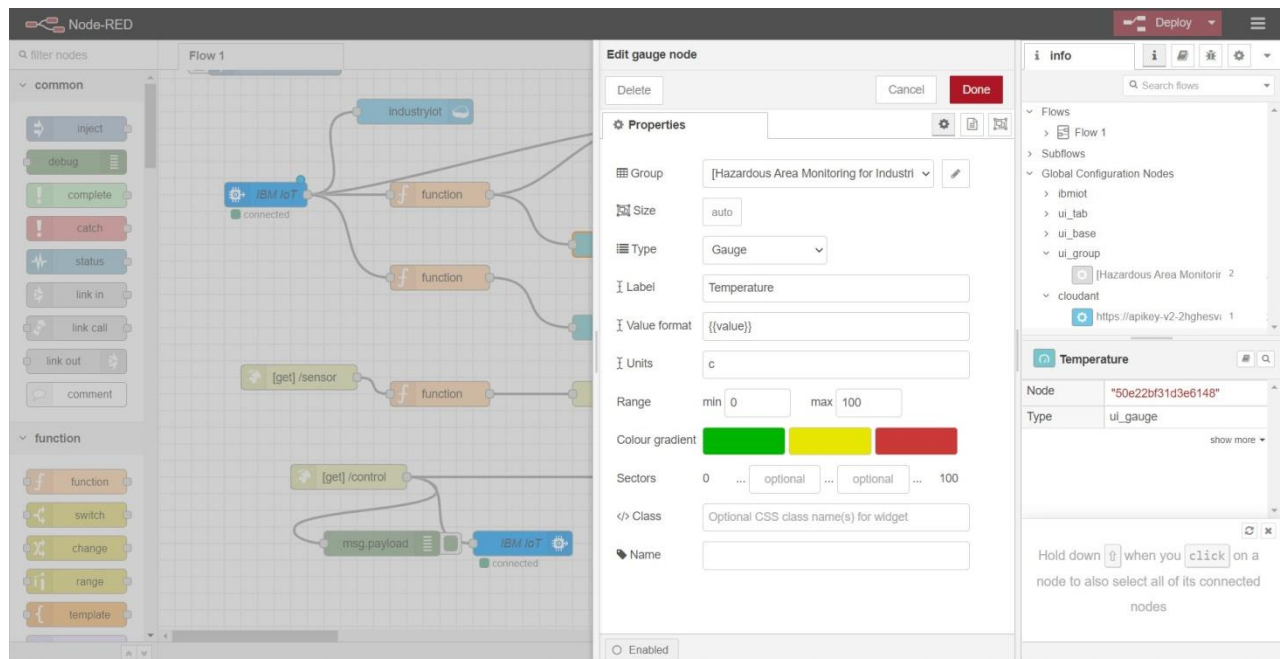 Node-RED
Deploy
filter nodes
common
inject
debug
complete
catch
status
link in
link call
link out
comment
function
function
switch
change
range
template
Flow 1
industryiot
IBM IoT
connected
function
function
[get] /sensor
function
[get] /control
msg.payload
IBM IoT
connected
Edit gauge node
Delete
Cancel
Done
Properties
Group
[Hazardous Area Monitoring for Industri
Size
auto
Type
Gauge
Label
Temperature
Value format
{{value}}
Units
c
Range
min 0
max 100
Colour gradient
Sectors
0 ... optional ... optional ... 100
</> Class
Optional CSS class name(s) for widget
Name
Enabled
i info
i
Search flows
Flows
Flow 1
Subflows
Global Configuration Nodes
ibmiot
ui_tab
ui_base
ui_group
[Hazardous Area Monitorir 2
cloudant
1
Temperature
Node
"50e22bf31d3e6148"
Type
ui_gauge
show more
Hold down ⇧ when you click on a
node to also select all of its connected
nodes